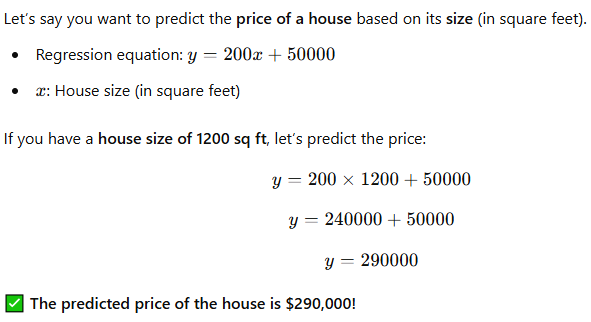 Let's say you want to predict the price of a house based on its size (in square feet).
• Regression equation: y = 200x + 50000
• x: House size (in square feet)
If you have a house size of 1200 sq ft, let's predict the price:
y = 200 × 1200 + 50000
y = 240000 + 50000
y = 290000
✅ The predicted price of the house is $290,000!